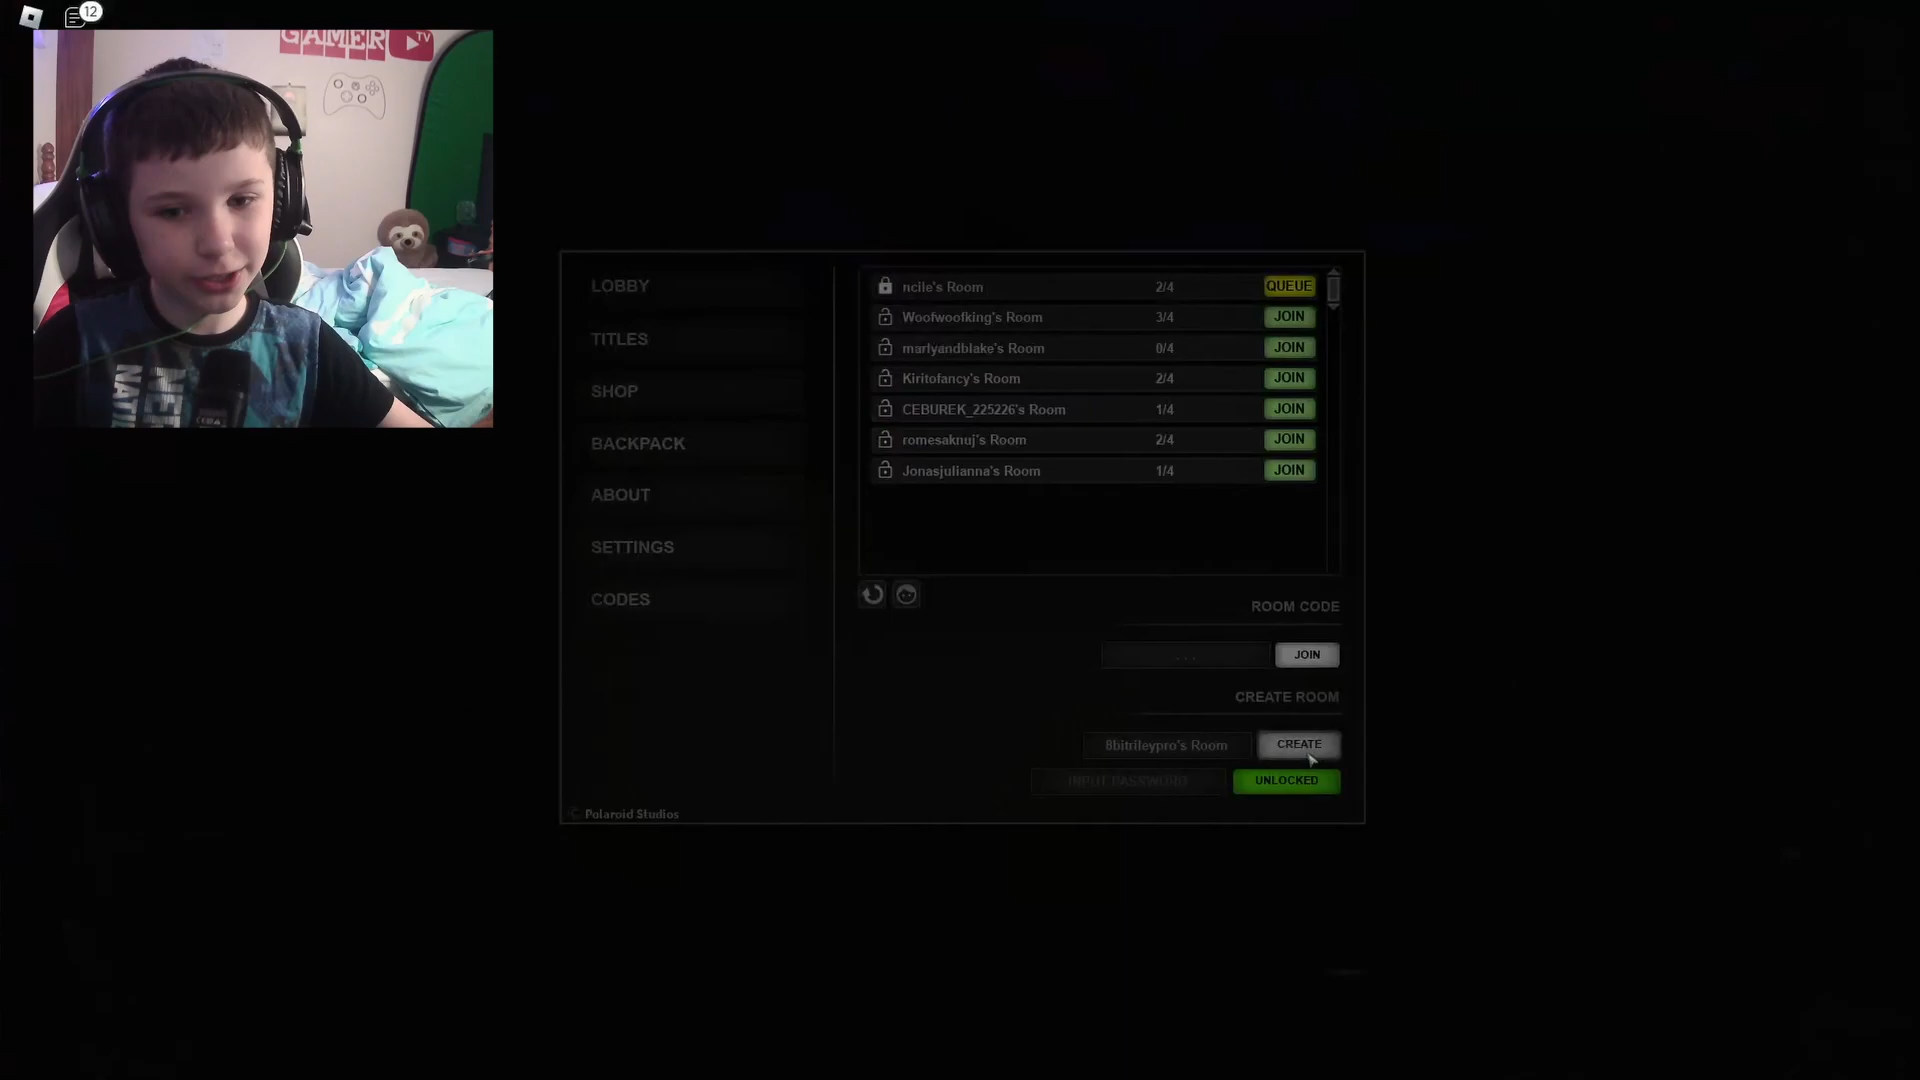 12
GAMER
TV
LOBBY
TITLES
SHOP
BACKPACK
ABOUT
SETTINGS
CODES
ncile's Room 2/4 QUEUE
Woofwoofking's Room 3/4 JOIN
marlyandblake's Room 0/4 JOIN
Kiritofancy's Room 2/4 JOIN
CEBUREK_225226's Room 1/4 JOIN
romesaknuj's Room 2/4 JOIN
Jonasjulianna's Room 1/4 JOIN
ROOM CODE
... JOIN
CREATE ROOM
8bitrileypro's Room CREATE
INPUT PASSWORD UNLOCKED
© Polaroid Studios